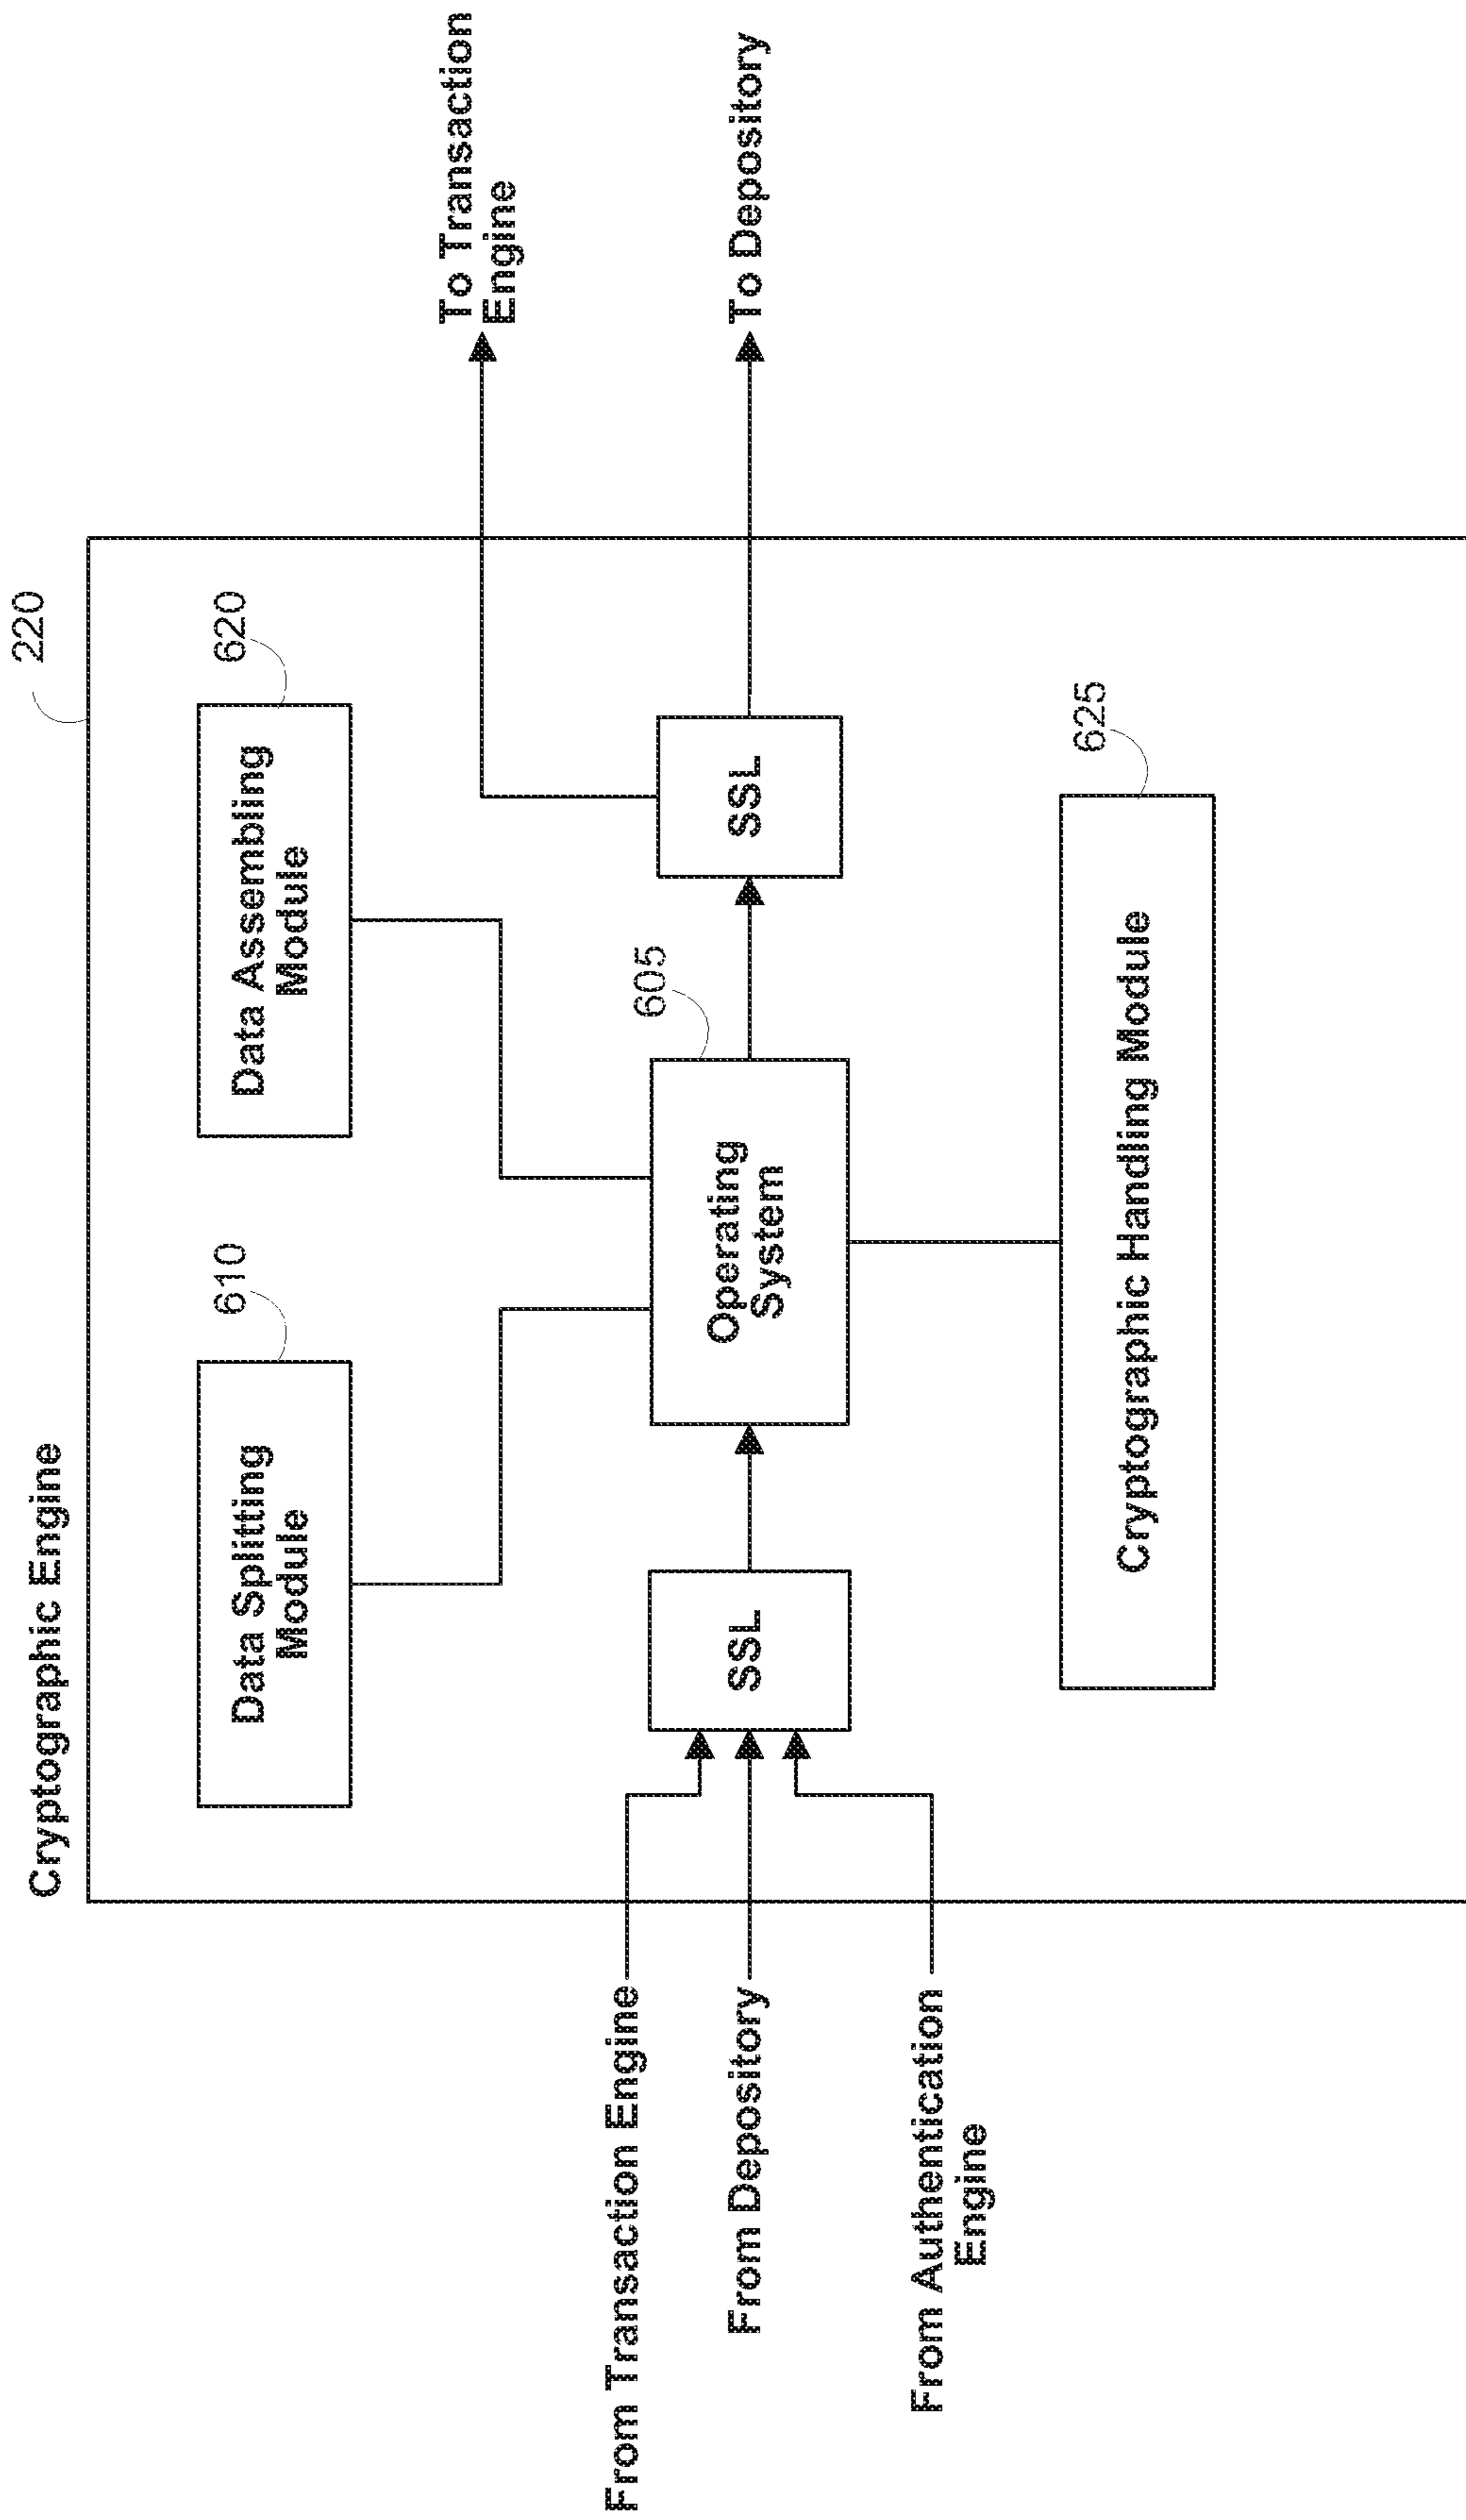 Cryptographic Engine
220
610
620
Data Splitting
Module
Data Assembling
Module
To Transaction
Engine
605
From Transaction Engine
From Depository
From Authentication
Engine
SSL
Operating
System
SSL
To Depository
625
Cryptographic Handling Module